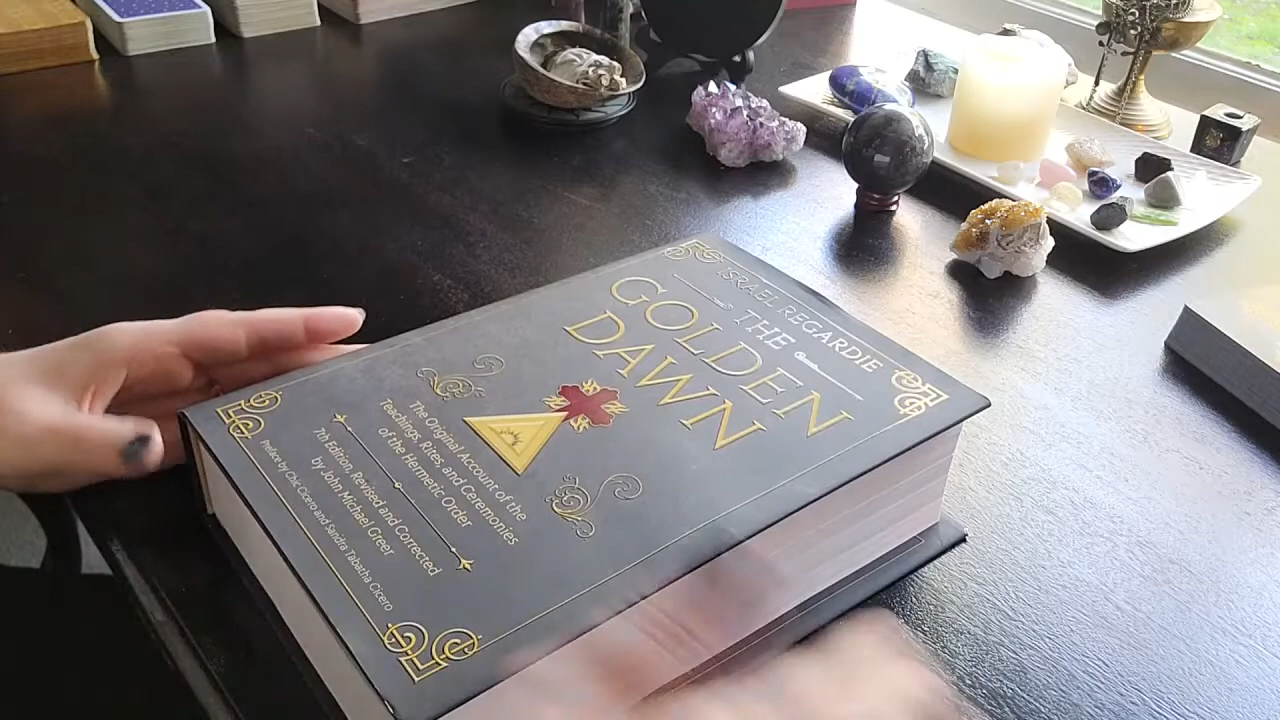 ISRAEL REGARDIE
THE
GOLDEN
DAWN
The Original Account of the
Teachings, Rites, and Ceremonies
of the Hermetic Order
7th Edition, Revised and Corrected
by John Michael Greer
Preface by Chic Cicero and Sandra Tabatha Cicero